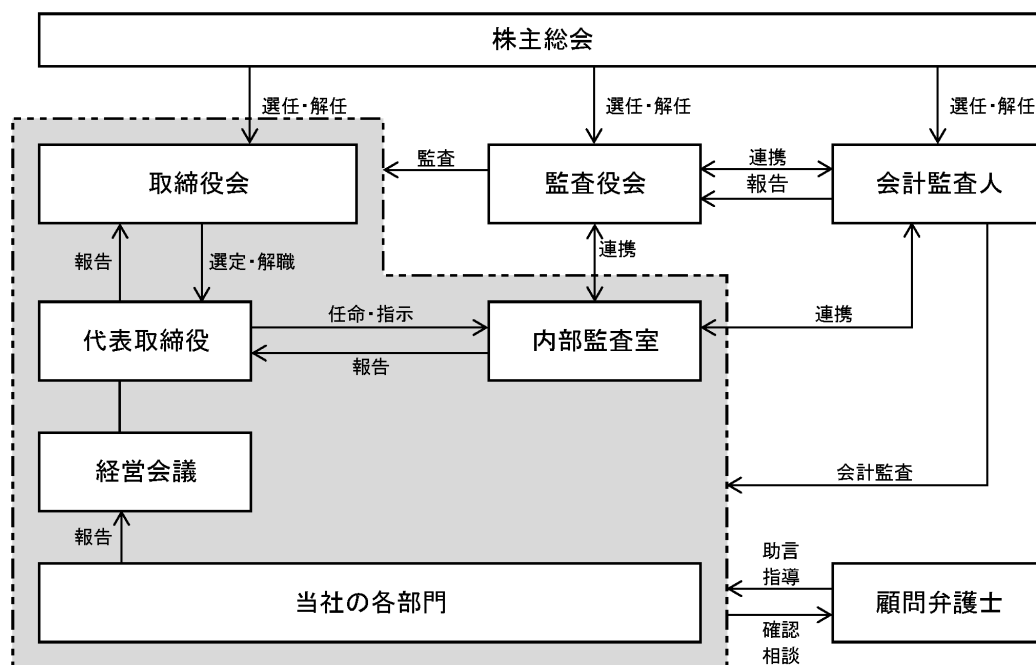 株主総会
選任・解任
選任・解任
選任・解任
取締役会
監査
監査役会
連携
報告
会計監査人
報告
選定・解職
連携
代表取締役
任命・指示
報告
内部監査室
連携
経営会議
会計監査
報告
当社の各部門
助言
指導
確認
相談
顧問弁護士